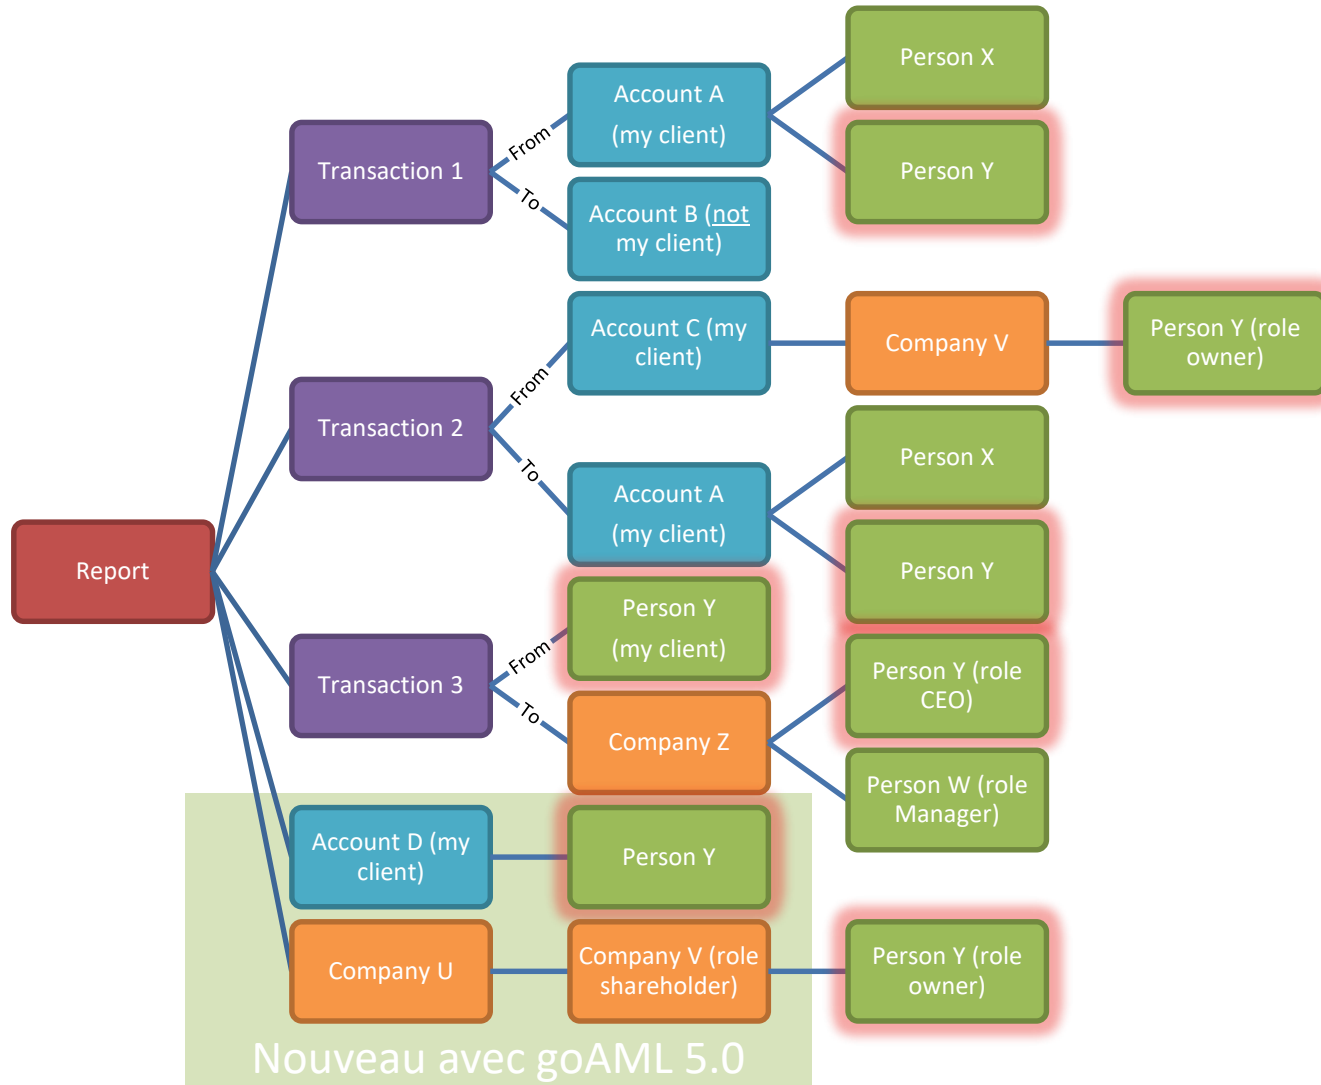 Report
Transaction 1
From
To
Account A
(my client)
Person X
Person Y
Account B (not
my client)
Transaction 2
From
To
Account C (my
client)
Company V
Person Y (role
owner)
Account A
(my client)
Person X
Person Y
Transaction 3
From
To
Person Y
(my client)
Company Z
Person Y (role
CEO)
Person W (role
Manager)
Account D (my
client)
Person Y
Company U
Company V (role
shareholder)
Person Y (role
owner)
Nouveau avec goAML 5.0